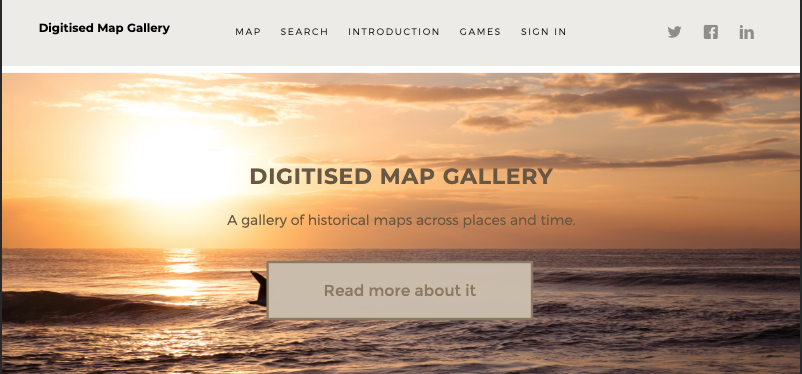 Digitised Map Gallery
MAP SEARCH INTRODUCTION GAMES SIGN IN
DIGITISED MAP GALLERY
A gallery of historical maps across places and time.
Read more about it